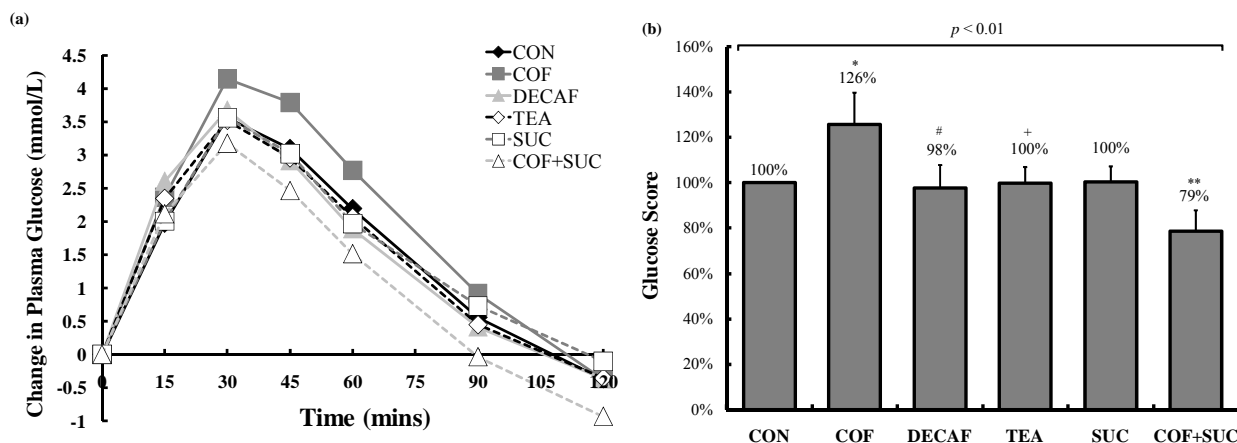 (a)
CON
COF
DECAF
TEA
SUC
COF+SUC
Change in Plasma Glucose (mmol/L)
4.5
4
3.5
3
2.5
2
1.5
1
0.5
0
-0.5
-1
0 15 30 45 60 75 90 105 120
Time (mins)
(b)
p < 0.01
Glucose Score
160%
140%
120%
100%
80%
60%
40%
20%
0%
100%
*
126%
#
98%
+
100%
100%
**
79%
CON COF DECAF TEA SUC COF+SUC